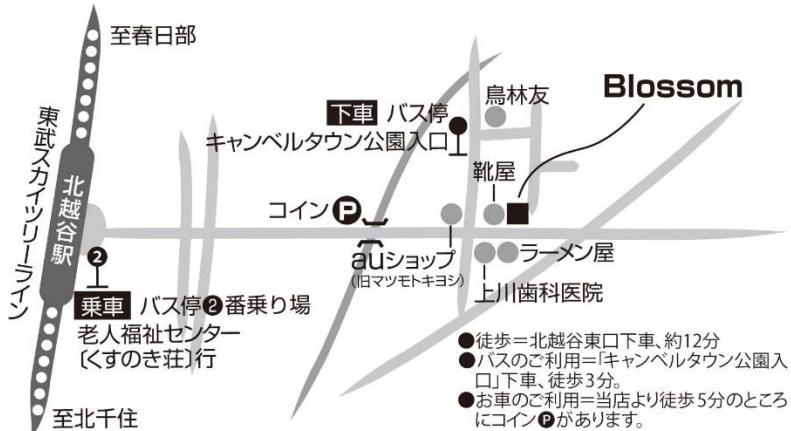 至春日部
東武スカイツリーライン
北越谷駅
至北千住
❷
乗車 バス停❷番乗り場
老人福祉センター
〔くすのき荘〕行
下車 バス停
キャンベルタウン公園入口
鳥林友
Blossom
靴屋
コインP
auショップ
(旧マツモトキヨシ)
ラーメン屋
上川歯科医院
●徒歩=北越谷東口下車、約12分
●バスのご利用=「キャンベルタウン公園入
口」下車、徒歩3分。
●お車のご利用=当店より徒歩5分のところ
にコインPがあります。